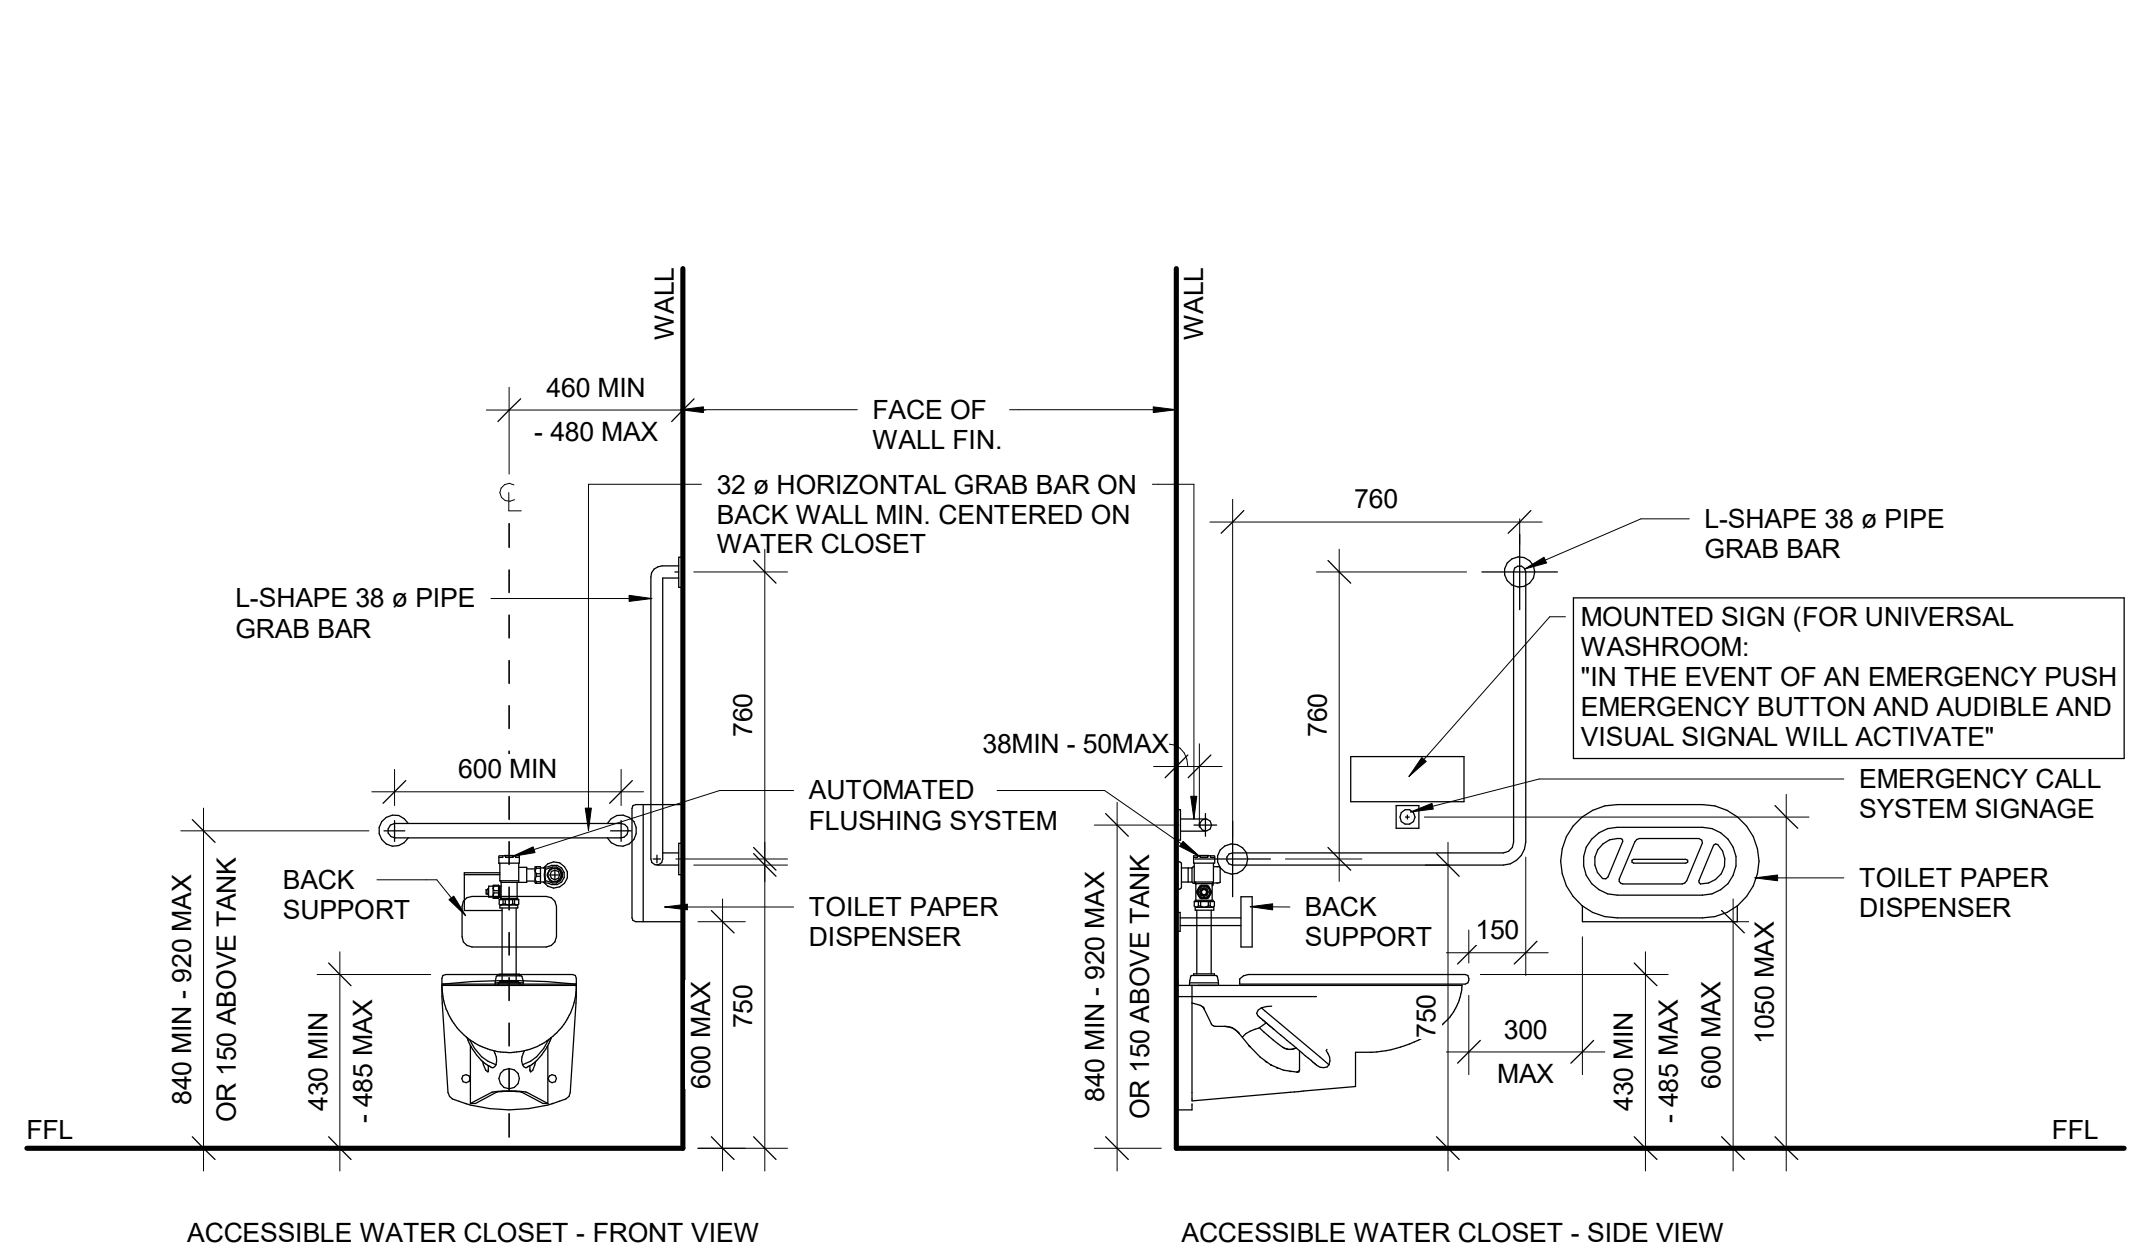 WALL
460 MIN
- 480 MAX
℄
L-SHAPE 38 ø PIPE
GRAB BAR
600 MIN
840 MIN - 920 MAX
OR 150 ABOVE TANK
BACK
SUPPORT
430 MIN
- 485 MAX
760
600 MAX
750
FFL
FACE OF
WALL FIN.
32 ø HORIZONTAL GRAB BAR ON
BACK WALL MIN. CENTERED ON
WATER CLOSET
AUTOMATED
FLUSHING SYSTEM
TOILET PAPER
DISPENSER
WALL
760
L-SHAPE 38 ø PIPE
GRAB BAR
MOUNTED SIGN (FOR UNIVERSAL
WASHROOM:
"IN THE EVENT OF AN EMERGENCY PUSH
EMERGENCY BUTTON AND AUDIBLE AND
VISUAL SIGNAL WILL ACTIVATE"
760
38MIN - 50MAX
EMERGENCY CALL
SYSTEM SIGNAGE
840 MIN - 920 MAX
OR 150 ABOVE TANK
BACK
SUPPORT
TOILET PAPER
DISPENSER
150
750
300
MAX
430 MIN
- 485 MAX
600 MAX
1050 MAX
FFL
ACCESSIBLE WATER CLOSET - FRONT VIEW
ACCESSIBLE WATER CLOSET - SIDE VIEW